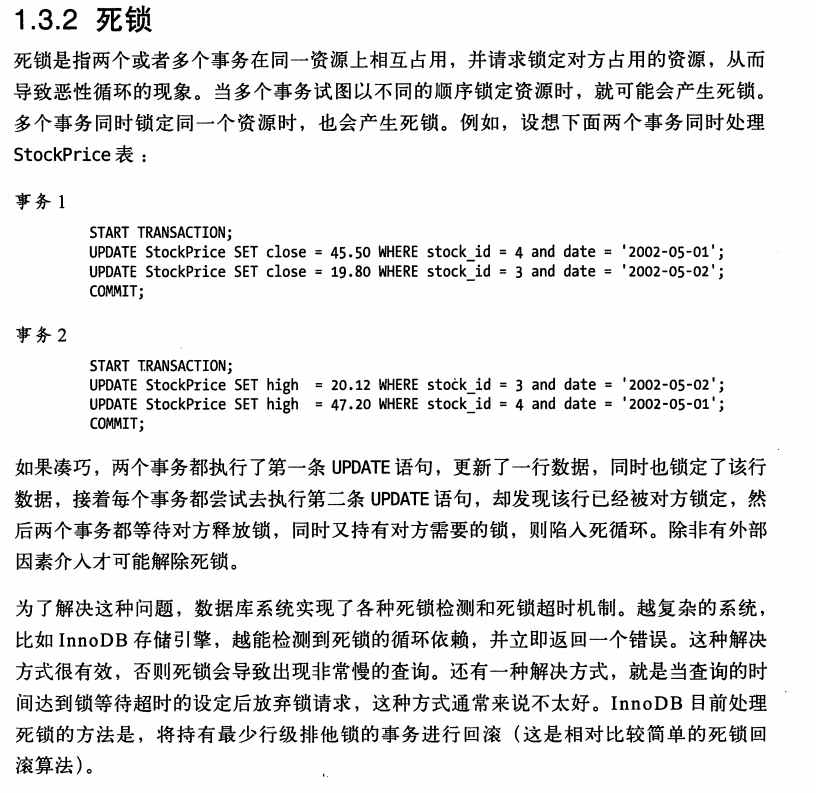 1.3.2 死锁
死锁是指两个或者多个事务在同一资源上相互占用，并请求锁定对方占用的资源，从而
导致恶性循环的现象。当多个事务试图以不同的顺序锁定资源时，就可能会产生死锁。
多个事务同时锁定同一个资源时，也会产生死锁。例如，设想下面两个事务同时处理
StockPrice 表：
事务 1
START TRANSACTION;
UPDATE StockPrice SET close = 45.50 WHERE stock_id = 4 and date = '2002-05-01';
UPDATE StockPrice SET close = 19.80 WHERE stock_id = 3 and date = '2002-05-02';
COMMIT;
事务 2
START TRANSACTION;
UPDATE StockPrice SET high  = 20.12 WHERE stock_id = 3 and date = '2002-05-02';
UPDATE StockPrice SET high  = 47.20 WHERE stock_id = 4 and date = '2002-05-01';
COMMIT;
如果凑巧，两个事务都执行了第一条 UPDATE 语句，更新了一行数据，同时也锁定了该行
数据，接着每个事务都尝试去执行第二条 UPDATE 语句，却发现该行已经被对方锁定，然
后两个事务都等待对方释放锁，同时又持有对方需要的锁，则陷入死循环。除非有外部
因素介入才可能解除死锁。
为了解决这种问题，数据库系统实现了各种死锁检测和死锁超时机制。越复杂的系统，
比如 InnoDB 存储引擎，越能检测到死锁的循环依赖，并立即返回一个错误。这种解决
方式很有效，否则死锁会导致出现非常慢的查询。还有一种解决方式，就是当查询的时
间达到锁等待超时的设定后放弃锁请求，这种方式通常来说不太好。InnoDB 目前处理
死锁的方法是，将持有最少行级排他锁的事务进行回滚（这是相对比较简单的死锁回
滚算法）。